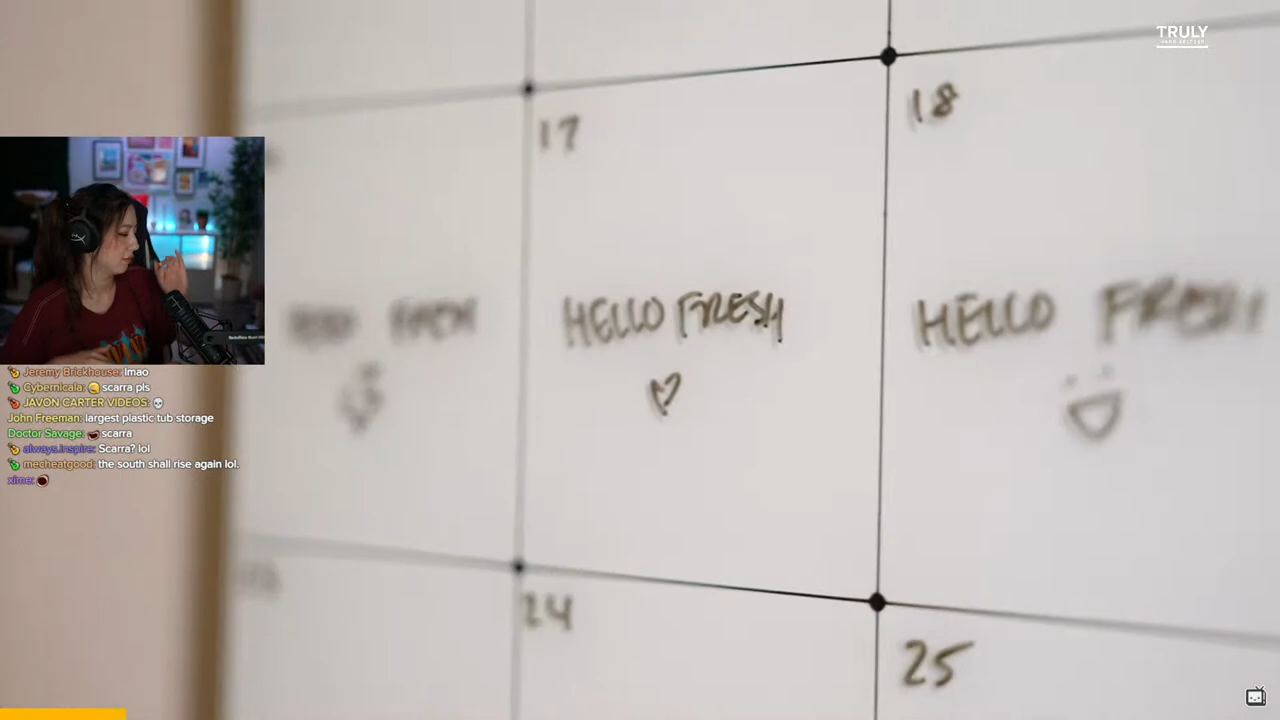 TRULY
17
18
HELLO FRESH
HELLO FRESH
24
25
Jeremy Brickhouse: lmao
Cybernicala: scarra pls
JAVON CARTER VIDEOS:
John Freeman: largest plastic tub storage
Doctor Savage: scarra
always.inspire: Scarra? lol
mecheatgood: the south shall rise again lol.
xime: